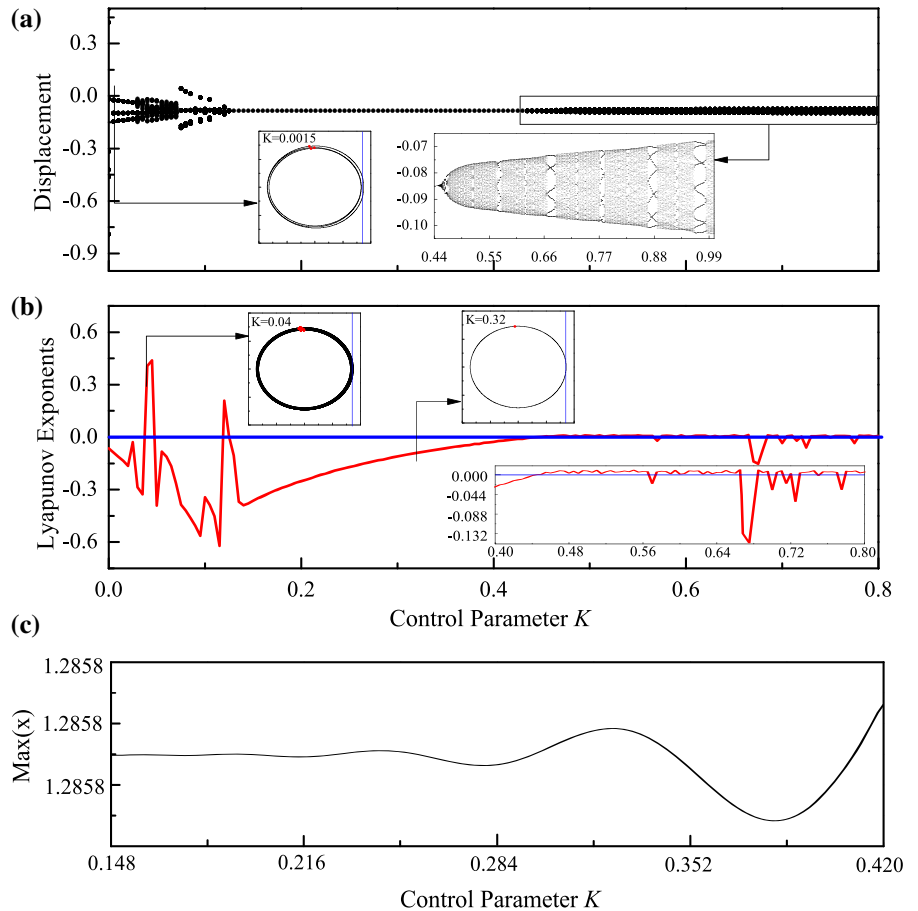 (a)
0.3
0.0
-0.3
-0.6
-0.9
Displacement
K=0.0015
-0.07
-0.08
-0.09
-0.10
0.44 0.55 0.66 0.77 0.88 0.99
(b)
0.6
0.3
0.0
-0.3
-0.6
Lyapunov Exponents
K=0.04
K=0.32
0.000
-0.044
-0.088
-0.132
0.40 0.48 0.56 0.64 0.72 0.80
0.0 0.2 0.4 0.6 0.8
Control Parameter K
(c)
1.2858
1.2858
1.2858
Max(x)
0.148 0.216 0.284 0.352 0.420
Control Parameter K